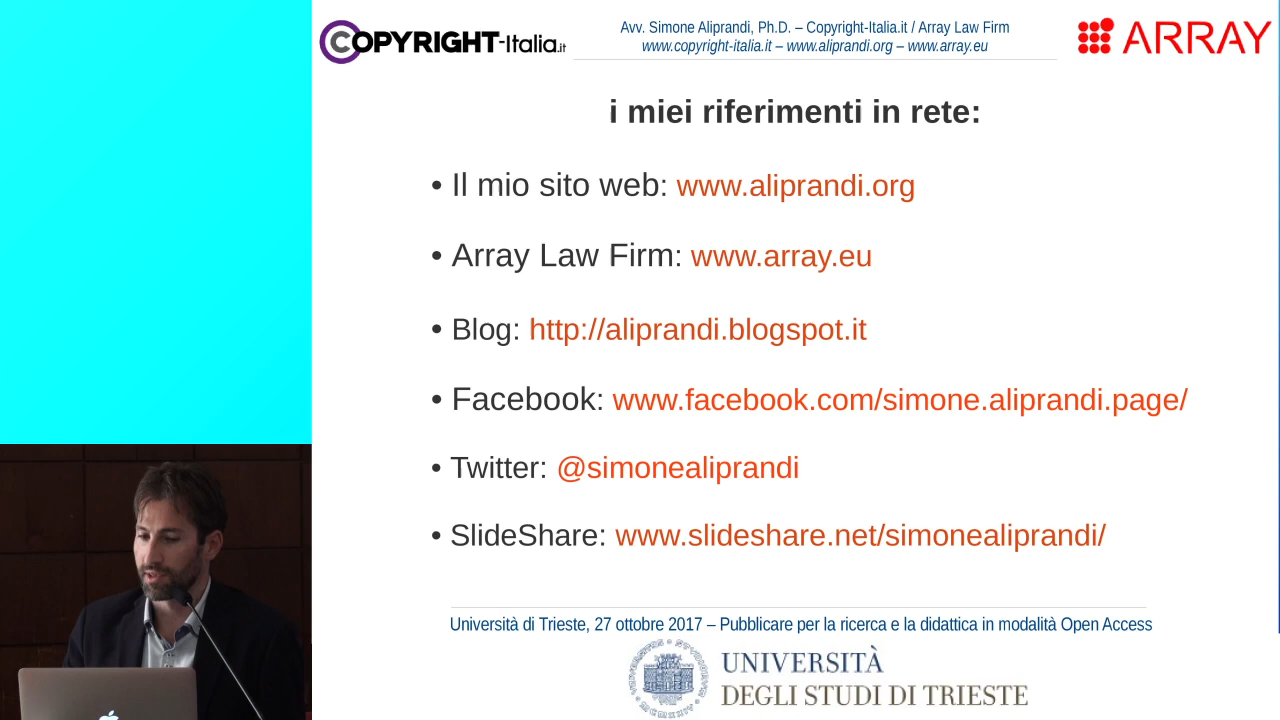 COPYRIGHT-Italia.it
Avv. Simone Aliprandi, Ph.D. – Copyright-Italia.it / Array Law Firm
www.copyright-italia.it – www.aliprandi.org – www.array.eu
ARRAY
i miei riferimenti in rete:
• Il mio sito web: www.aliprandi.org
• Array Law Firm: www.array.eu
• Blog: http://aliprandi.blogspot.it
• Facebook: www.facebook.com/simone.aliprandi.page/
• Twitter: @simonealiprandi
• SlideShare: www.slideshare.net/simonealiprandi/
Università di Trieste, 27 ottobre 2017 – Pubblicare per la ricerca e la didattica in modalità Open Access
UNIVERSITÀ
DEGLI STUDI DI TRIESTE